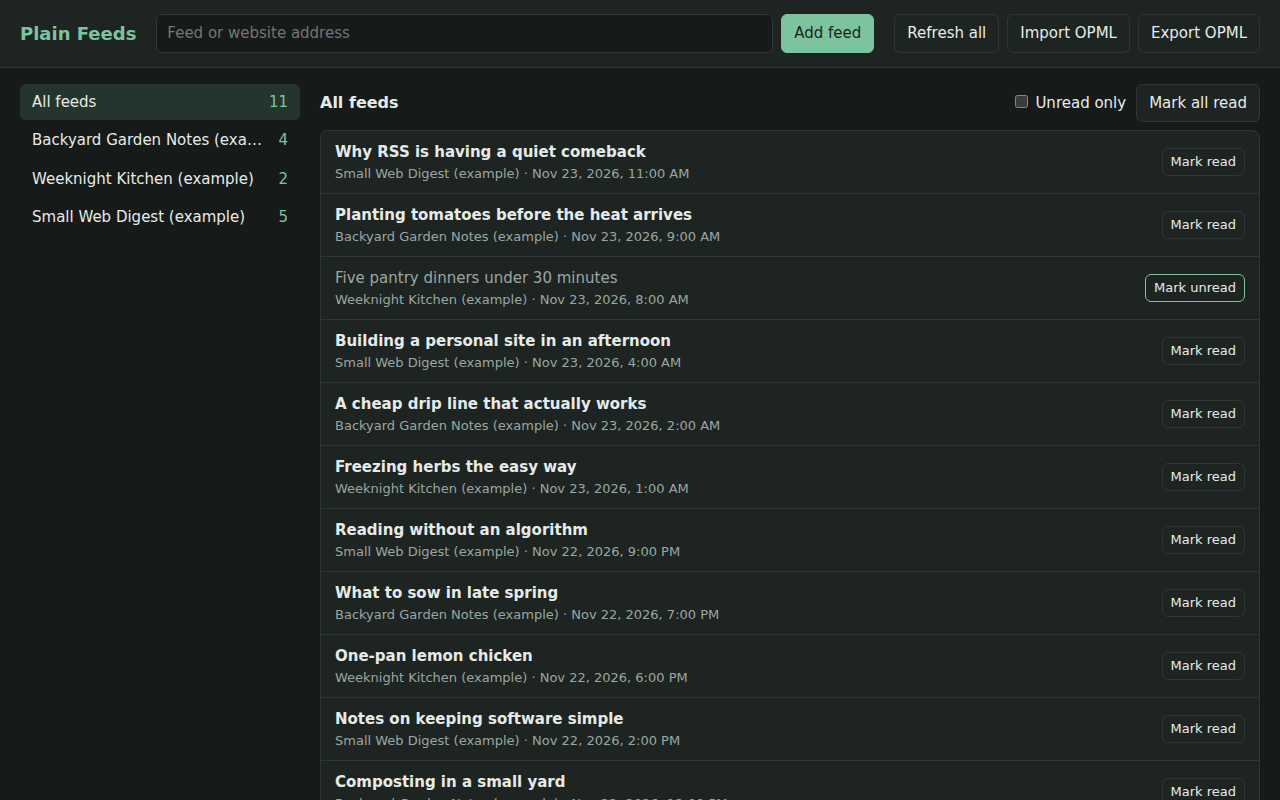 Plain Feeds
Feed or website address
Add feed
Refresh all
Import OPML
Export OPML
All feeds 11
Backyard Garden Notes (exa… 4
Weeknight Kitchen (example) 2
Small Web Digest (example) 5
All feeds
Unread only
Mark all read
Why RSS is having a quiet comeback
Small Web Digest (example) · Nov 23, 2026, 11:00 AM
Mark read
Planting tomatoes before the heat arrives
Backyard Garden Notes (example) · Nov 23, 2026, 9:00 AM
Mark read
Five pantry dinners under 30 minutes
Weeknight Kitchen (example) · Nov 23, 2026, 8:00 AM
Mark unread
Building a personal site in an afternoon
Small Web Digest (example) · Nov 23, 2026, 4:00 AM
Mark read
A cheap drip line that actually works
Backyard Garden Notes (example) · Nov 23, 2026, 2:00 AM
Mark read
Freezing herbs the easy way
Weeknight Kitchen (example) · Nov 23, 2026, 1:00 AM
Mark read
Reading without an algorithm
Small Web Digest (example) · Nov 22, 2026, 9:00 PM
Mark read
What to sow in late spring
Backyard Garden Notes (example) · Nov 22, 2026, 7:00 PM
Mark read
One-pan lemon chicken
Weeknight Kitchen (example) · Nov 22, 2026, 6:00 PM
Mark read
Notes on keeping software simple
Small Web Digest (example) · Nov 22, 2026, 2:00 PM
Mark read
Composting in a small yard
Mark read